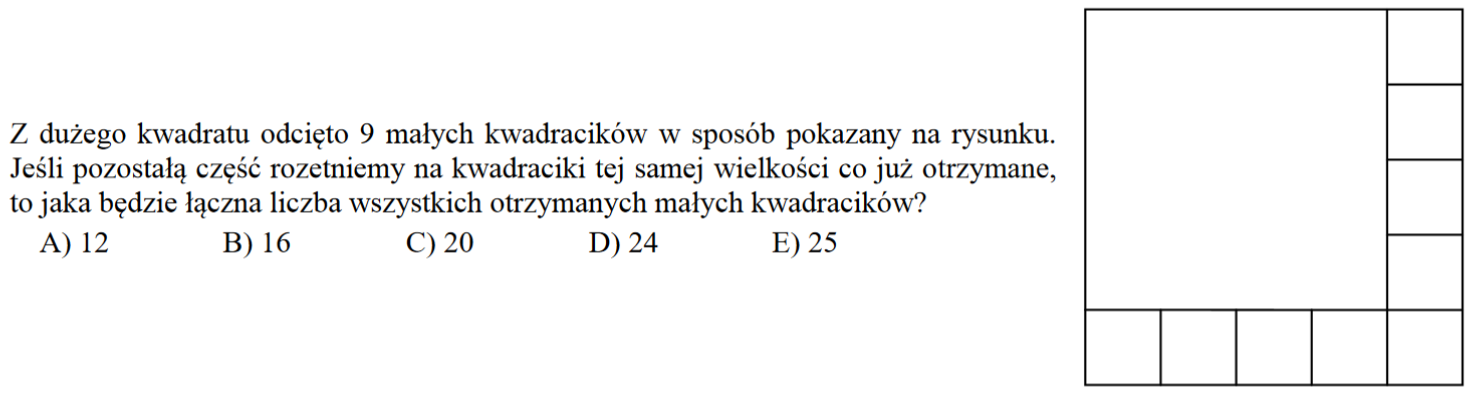 Z dużego kwadratu odcięto 9 małych kwadracików w sposób pokazany na rysunku.
Jeśli pozostałą część rozetniemy na kwadraciki tej samej wielkości co już otrzymane,
to jaka będzie łączna liczba wszystkich otrzymanych małych kwadracików?
A) 12 B) 16 C) 20 D) 24 E) 25